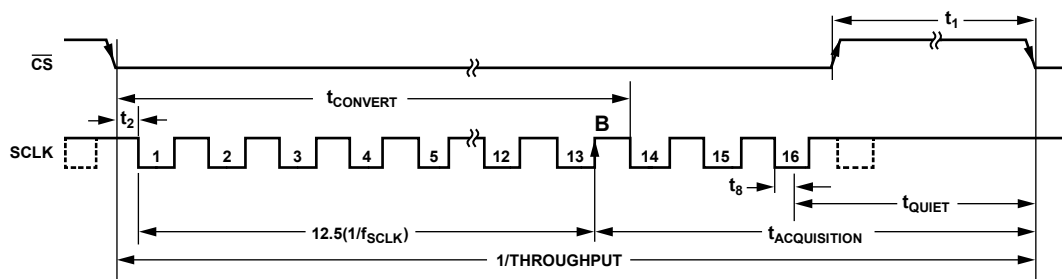 t1
CS
tCONVERT
t2
B
SCLK
1 2 3 4 5 12 13 14 15 16
t8
tQUIET
12.5(1/fSCLK)
tACQUISITION
1/THROUGHPUT